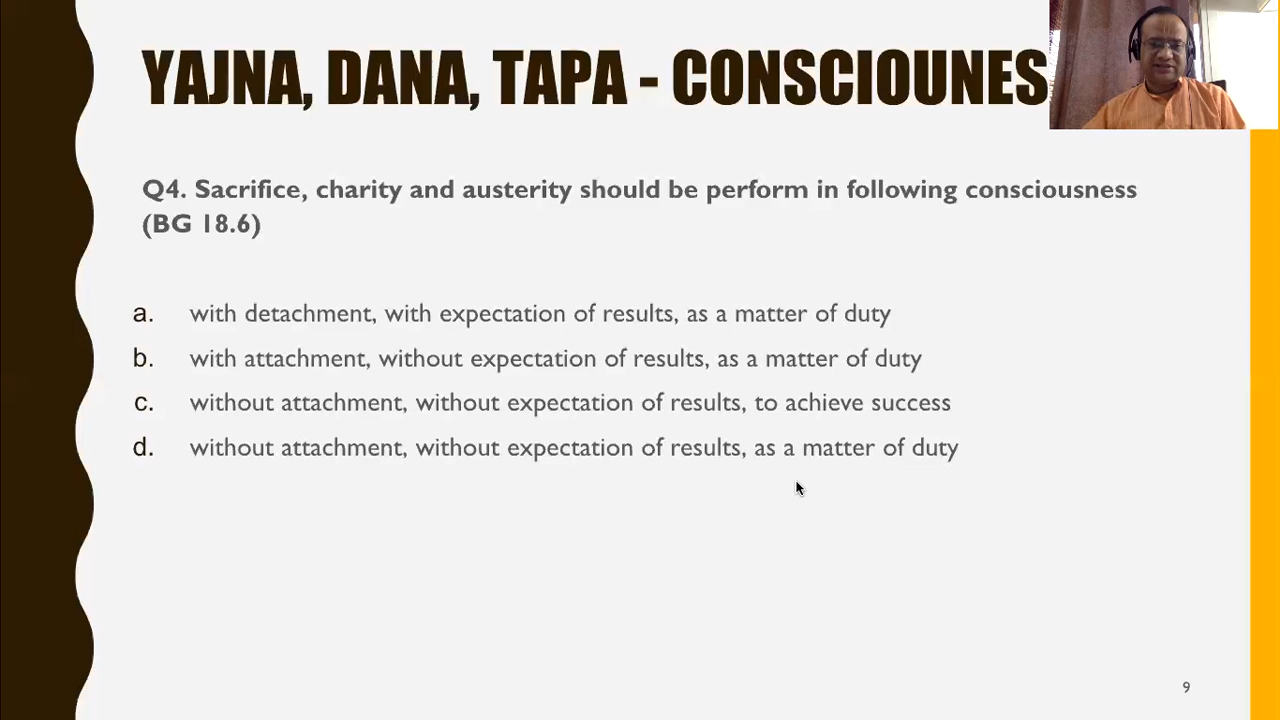 YAJNA, DANA, TAPA - CONSCIOUNES
Q4. Sacrifice, charity and austerity should be perform in following consciousness
(BG 18.6)
a. with detachment, with expectation of results, as a matter of duty
b. with attachment, without expectation of results, as a matter of duty
c. without attachment, without expectation of results, to achieve success
d. without attachment, without expectation of results, as a matter of duty
9